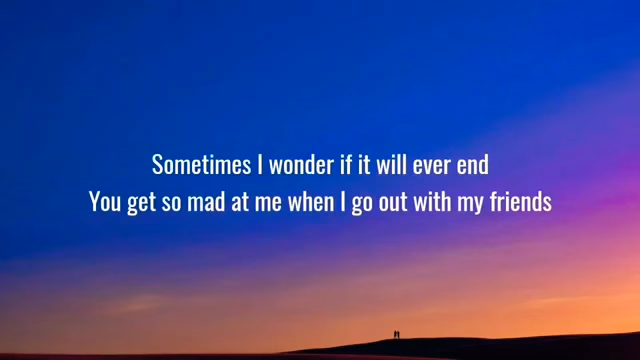 Sometimes I wonder if it will ever end
You get so mad at me when I go out with my friends